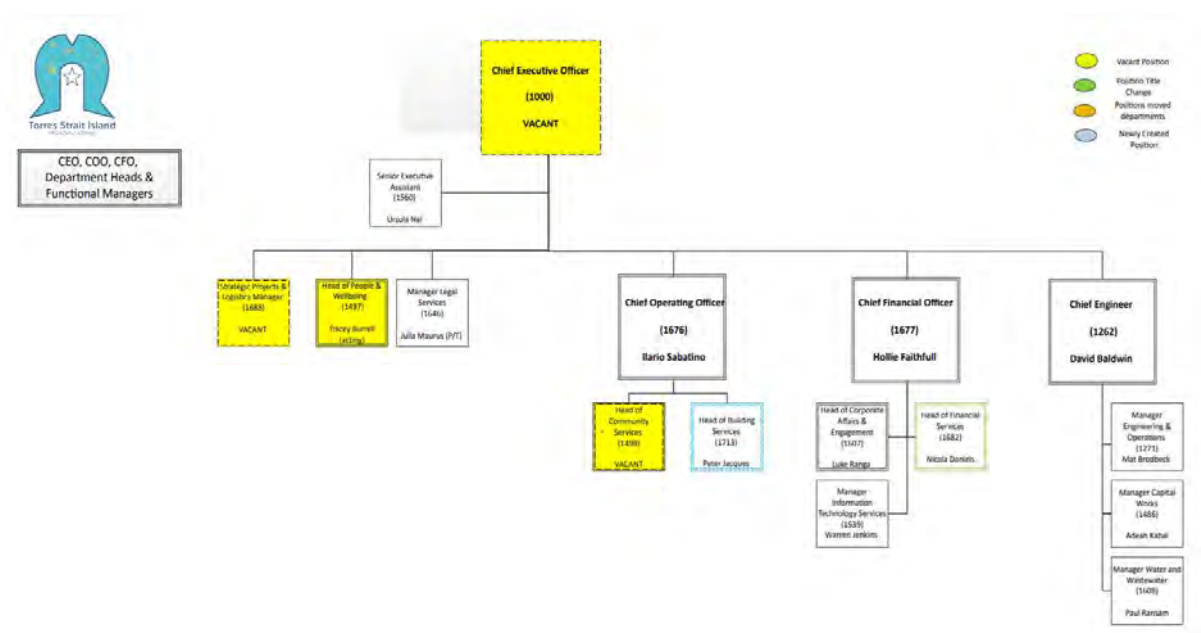 Torres Strait Island
CEO, COO, CFO,
Department Heads &
Functional Managers
Chief Executive Officer
(1000)
VACANT
Vacant Position
Position Title
Change
Positions moved
departments
Newly Created
Position
Senior Executive
Assistant
(1560)
Ursula Nai
Strategic Projects &
Logistics Manager
VACANT
Head of People &
Wellbeing
(1497)
Tracey Burrell
(acting)
Manager Legal
Services
(1646)
Julia Maurus (P/T)
Chief Operating Officer
(1676)
Ilario Sabatino
Chief Financial Officer
(1677)
Hollie Faithfull
Chief Engineer
(1262)
David Baldwin
Head of
Community
Services
(1498)
VACANT
Head of Building
Services
(1713)
Peter Jacques
Head of Corporate
Affairs &
Engagement
(1507)
Luke Ranga
Head of Financial
Services
(1682)
Nicola Daniels
Manager
Information
Technology Services
(1539)
Warren Jenkins
Manager
Engineering &
Operations
(1271)
Mat Brodbeck
Manager Capital
Works
(1486)
Adeah Kabai
Manager Water and
Wastewater
(1608)
Paul Ransam